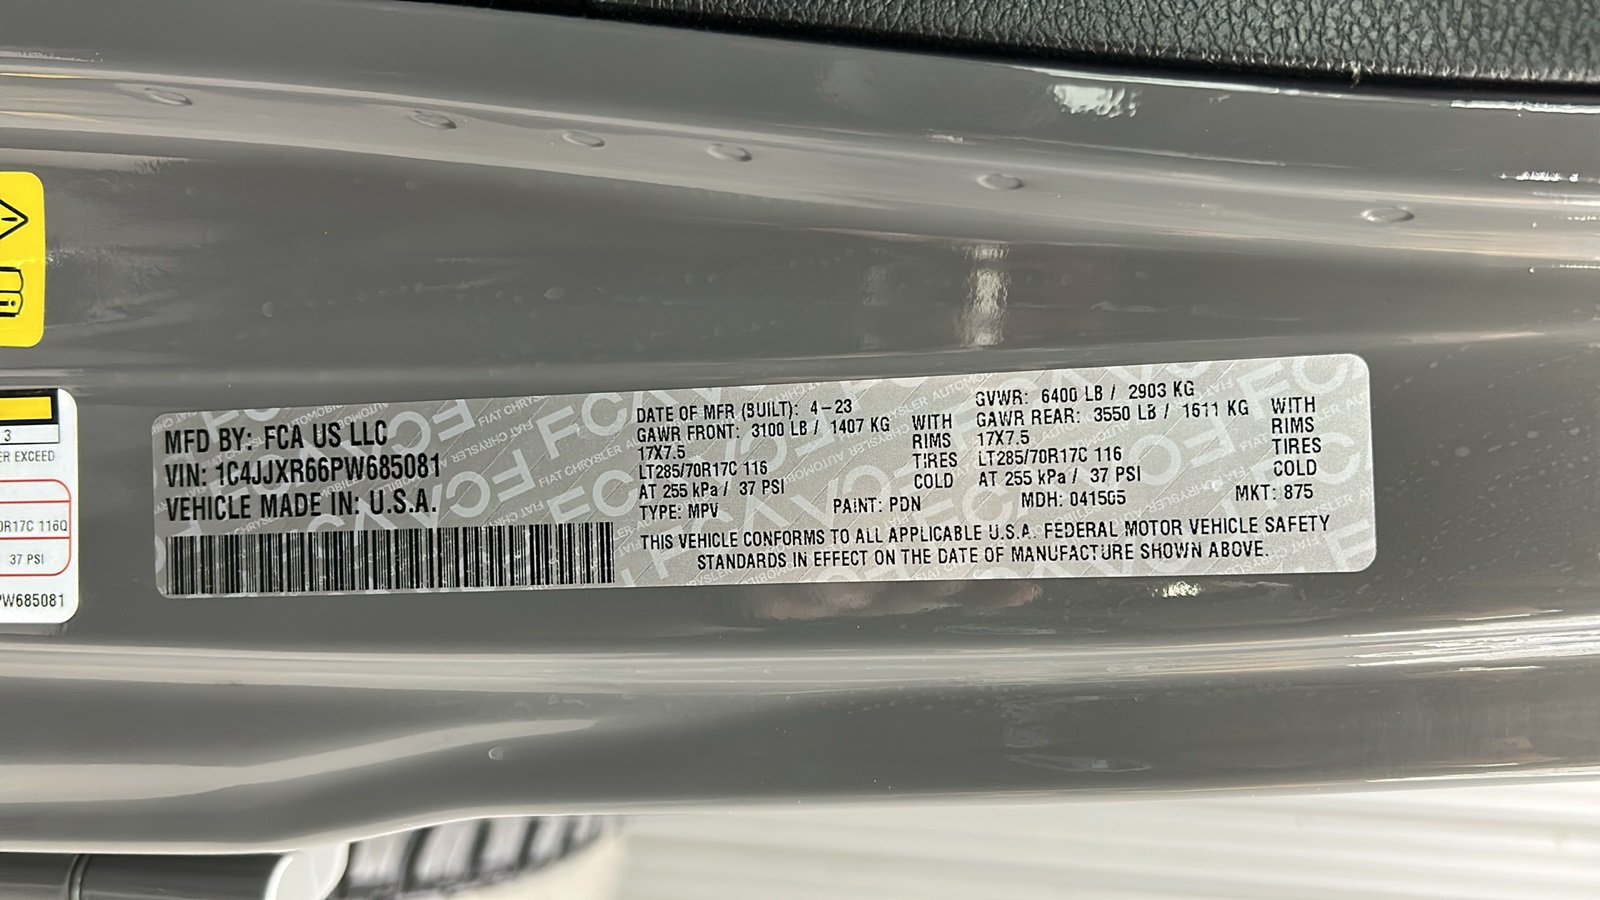 MFD BY: FCA US LLC
VIN: 1C4JJXR66PW685081
VEHICLE MADE IN: U.S.A.
DATE OF MFR (BUILT): 4-23
GAWR FRONT: 3100 LB / 1407 KG WITH
17X7.5 RIMS
LT285/70R17C 116 TIRES
AT 255 kPa / 37 PSI COLD
TYPE: MPV PAINT: PDN
GVWR: 6400 LB / 2903 KG
GAWR REAR: 3550 LB / 1611 KG WITH
17X7.5 RIMS
LT285/70R17C 116 TIRES
AT 255 kPa / 37 PSI COLD
MDH: 041505 MKT: 875
THIS VEHICLE CONFORMS TO ALL APPLICABLE U.S.A. FEDERAL MOTOR VEHICLE SAFETY
STANDARDS IN EFFECT ON THE DATE OF MANUFACTURE SHOWN ABOVE.
3
ER EXCEED
0R17C 116Q
37 PSI
PW685081